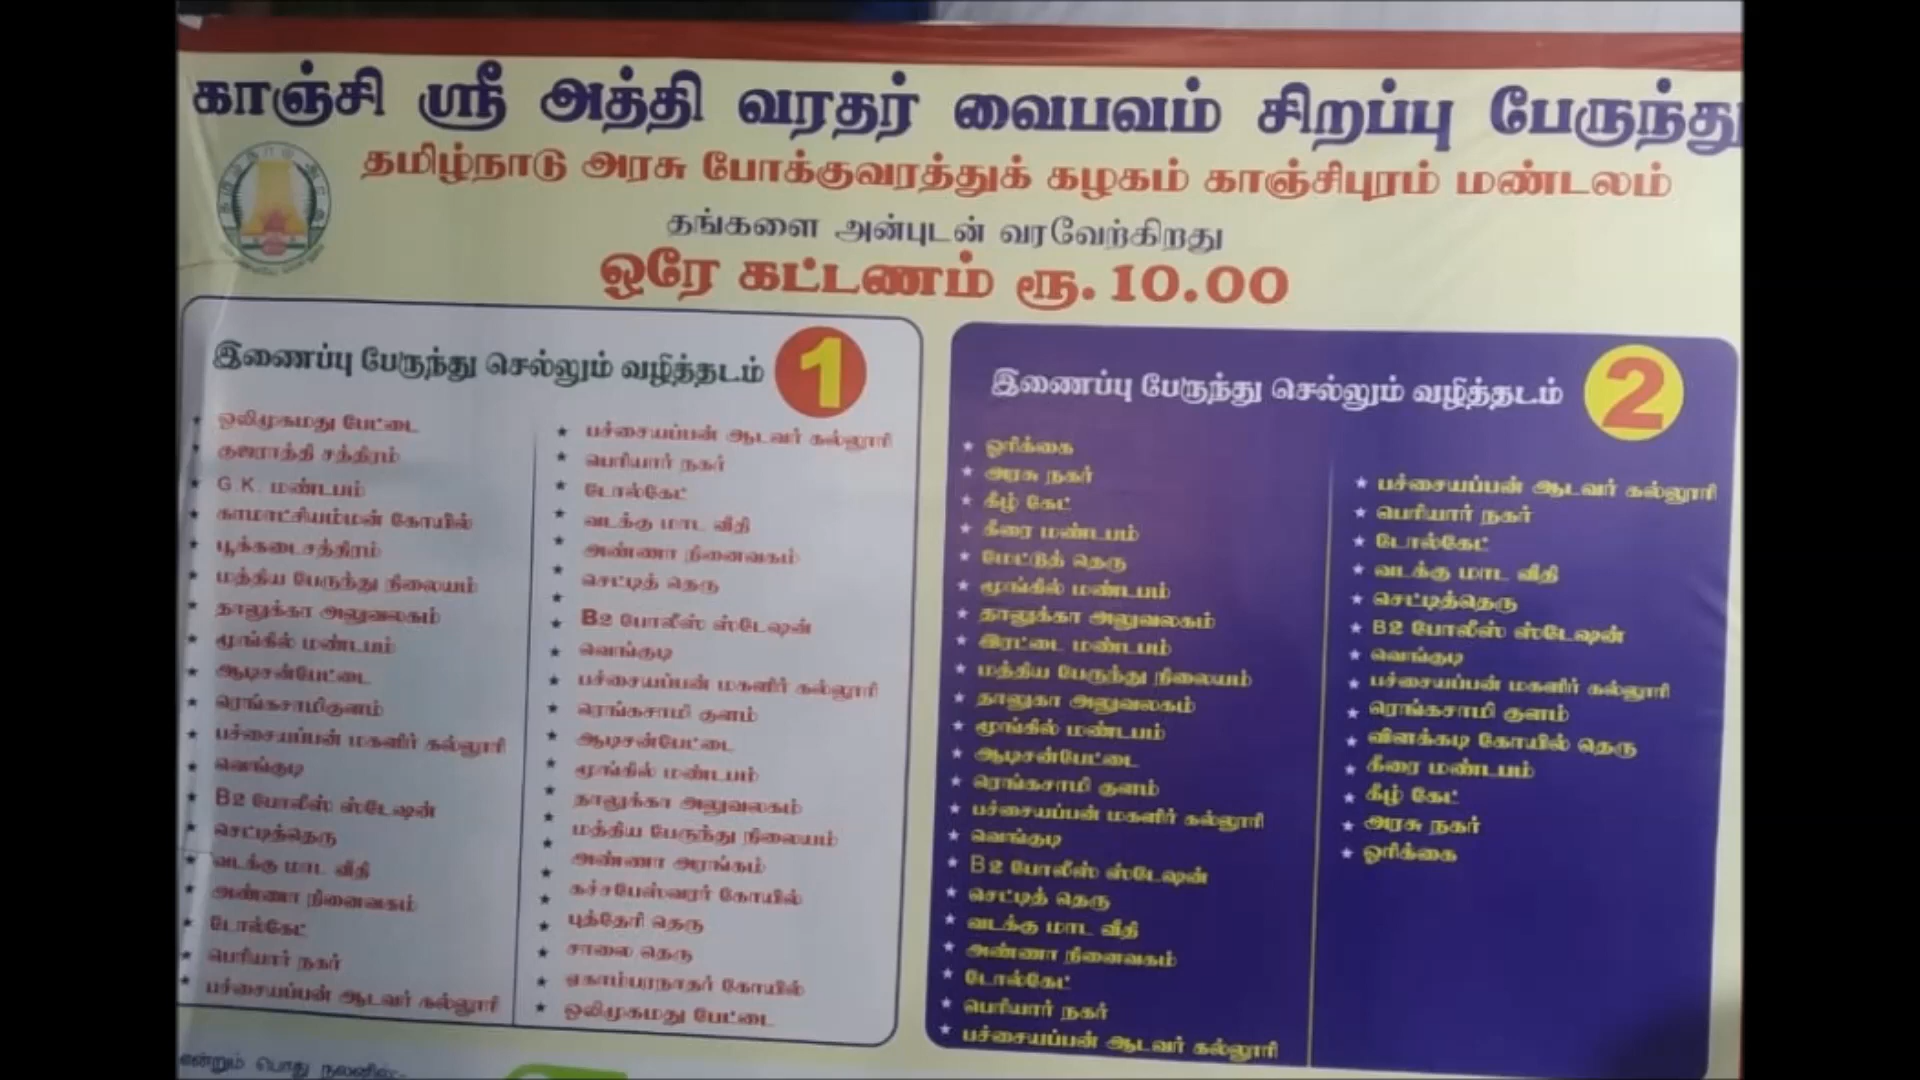 காஞ்சி ஸ்ரீ அத்தி வரதர் வைபவம் சிறப்பு பேருந்து
தமிழ்நாடு அரசு போக்குவரத்துக் கழகம் காஞ்சிபுரம் மண்டலம்
தங்களை அன்புடன் வரவேற்கிறது
ஒரே கட்டணம் ரூ.10.00
இணைப்பு பேருந்து செல்லும் வழித்தடம் 1
ஒலிமுகமது பேட்டை
குஜராத்தி சத்திரம்
G.K. மண்டபம்
காமாட்சியம்மன் கோயில்
பூக்கடைசத்திரம்
மத்திய பேருந்து நிலையம்
தாலுக்கா அலுவலகம்
மூங்கில் மண்டபம்
ஆடிசன்பேட்டை
ரெங்கசாமிகுளம்
பச்சையப்பன் மகளிர் கல்லூரி
வெங்குடி
B2 போலீஸ் ஸ்டேஷன்
செட்டித்தெரு
வடக்கு மாட வீதி
அண்ணா நினைவகம்
டோல்கேட்
பெரியார் நகர்
பச்சையப்பன் ஆடவர் கல்லூரி
பச்சையப்பன் ஆடவர் கல்லூரி
பெரியார் நகர்
டோல்கேட்
வடக்கு மாட வீதி
அண்ணா நினைவகம்
செட்டித் தெரு
B2 போலீஸ் ஸ்டேஷன்
வெங்குடி
பச்சையப்பன் மகளிர் கல்லூரி
ரெங்கசாமி குளம்
ஆடிசன்பேட்டை
மூங்கில் மண்டபம்
தாலுக்கா அலுவலகம்
மத்திய பேருந்து நிலையம்
அண்ணா அரங்கம்
கச்சபேஸ்வரர் கோயில்
புத்தேரி தெரு
சாலை தெரு
ஏகாம்பரநாதர் கோயில்
ஒலிமுகமது பேட்டை
இணைப்பு பேருந்து செல்லும் வழித்தடம் 2
ஓரிக்கை
அரசு நகர்
கீழ் கேட்
கீரை மண்டபம்
மேட்டுத் தெரு
மூங்கில் மண்டபம்
தாலுக்கா அலுவலகம்
இரட்டை மண்டபம்
மத்திய பேருந்து நிலையம்
தாலுகா அலுவலகம்
மூங்கில் மண்டபம்
ஆடிசன்பேட்டை
ரெங்கசாமி குளம்
பச்சையப்பன் மகளிர் கல்லூரி
வெங்குடி
B2 போலீஸ் ஸ்டேஷன்
செட்டித் தெரு
வடக்கு மாட வீதி
அண்ணா நினைவகம்
டோல்கேட்
பெரியார் நகர்
பச்சையப்பன் ஆடவர் கல்லூரி
பச்சையப்பன் ஆடவர் கல்லூரி
பெரியார் நகர்
டோல்கேட்
வடக்கு மாட வீதி
செட்டித்தெரு
B2 போலீஸ் ஸ்டேஷன்
வெங்குடி
பச்சையப்பன் மகளிர் கல்லூரி
ரெங்கசாமி குளம்
விளக்கடி கோயில் தெரு
கீரை மண்டபம்
கீழ் கேட்
அரசு நகர்
ஓரிக்கை
என்றும் பொது நலனில்:-